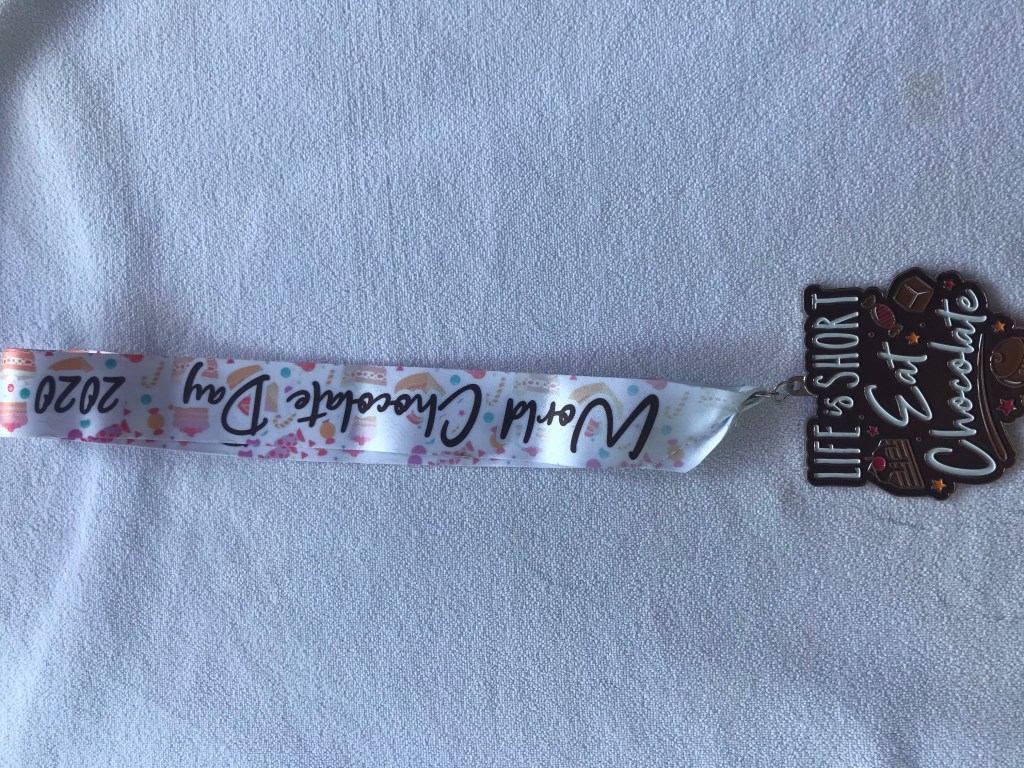 World Chocolate Day 2020
LIFE is SHORT
Eat
Chocolate